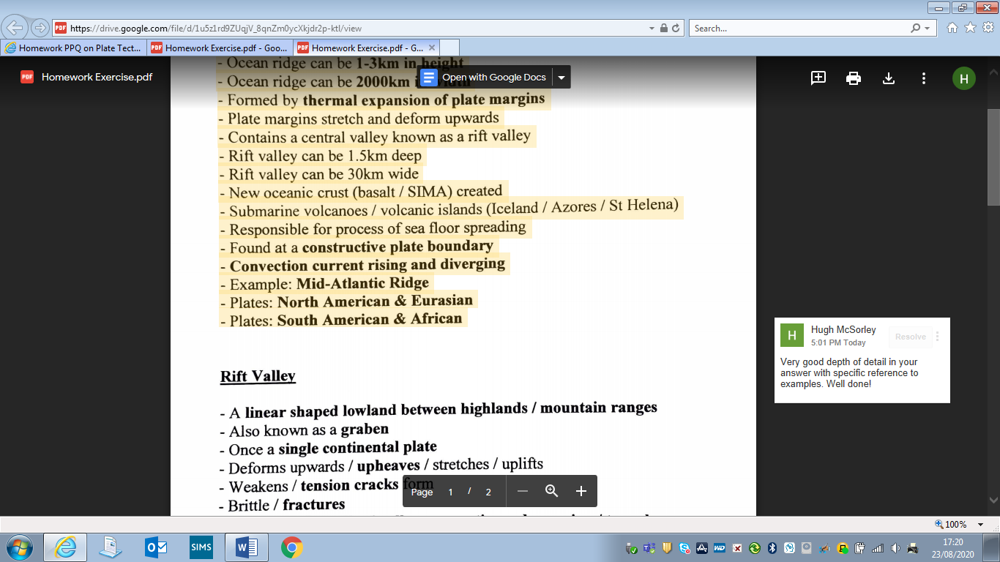 https://drive.google.com/file/d/1u5z1rd9ZUqjV_8qnZm0ycXkjdr2p-ktl/view
Search...
Homework PPQ on Plate Tect...
Homework Exercise.pdf - Goo...
Homework Exercise.pdf - G...
PDF Homework Exercise.pdf
Open with Google Docs
H
- Ocean ridge can be 1-3km in height
- Ocean ridge can be 2000km in width
- Formed by thermal expansion of plate margins
- Plate margins stretch and deform upwards
- Contains a central valley known as a rift valley
- Rift valley can be 1.5km deep
- Rift valley can be 30km wide
- New oceanic crust (basalt / SIMA) created
- Submarine volcanoes / volcanic islands (Iceland / Azores / St Helena)
- Responsible for process of sea floor spreading
- Found at a constructive plate boundary
- Convection current rising and diverging
- Example: Mid-Atlantic Ridge
- Plates: North American & Eurasian
- Plates: South American & African
H Hugh McSorley
5:01 PM Today
Resolve
Very good depth of detail in your
answer with specific reference to
examples. Well done!
Rift Valley
- A linear shaped lowland between highlands / mountain ranges
- Also known as a graben
- Once a single continental plate
- Deforms upwards / upheaves / stretches / uplifts
- Weakens / tension cracks form
- Brittle / fractures
Page 1 / 2
100%
SIMS
17:20
23/08/2020